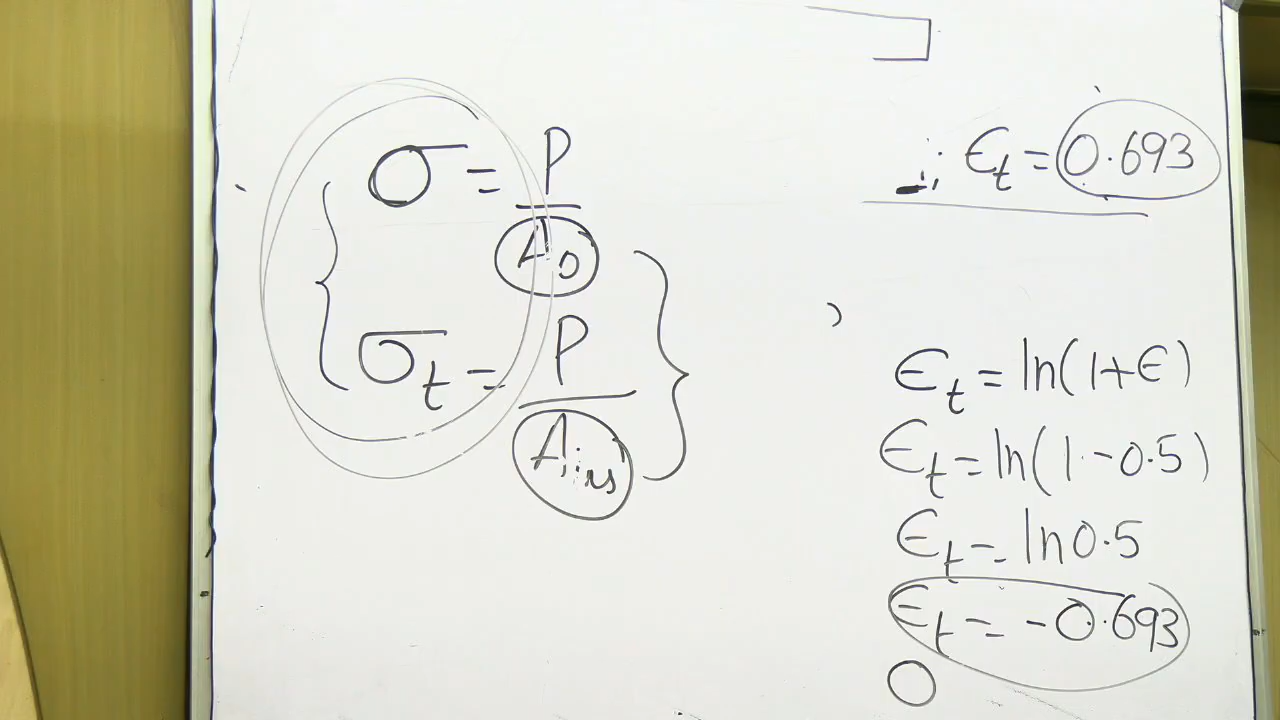 σ = P/A₀
σₜ = P/Aᵢₙₛ
∴ ϵₜ = 0.693
ϵₜ = ln(1+ϵ)
ϵₜ = ln(1-0.5)
ϵₜ = ln0.5
ϵₜ = -0.693
0